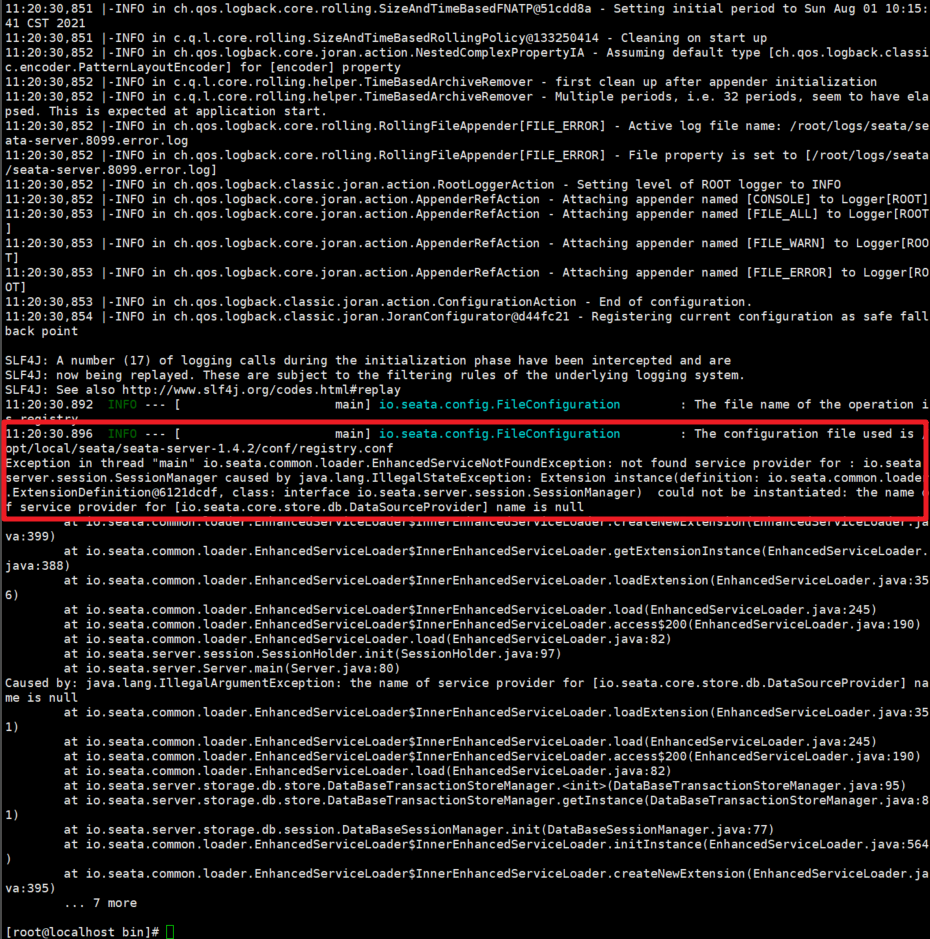 11:20:30,851 |-INFO in ch.qos.logback.core.rolling.SizeAndTimeBasedFNATP@51cdd8a - Setting initial period to Sun Aug 01 10:15:
41 CST 2021
11:20:30,851 |-INFO in c.q.l.core.rolling.SizeAndTimeBasedRollingPolicy@133250414 - Cleaning on start up
11:20:30,852 |-INFO in ch.qos.logback.core.joran.action.NestedComplexPropertyIA - Assuming default type [ch.qos.logback.classi
c.encoder.PatternLayoutEncoder] for [encoder] property
11:20:30,852 |-INFO in c.q.l.core.rolling.helper.TimeBasedArchiveRemover - first clean up after appender initialization
11:20:30,852 |-INFO in c.q.l.core.rolling.helper.TimeBasedArchiveRemover - Multiple periods, i.e. 32 periods, seem to have ela
psed. This is expected at application start.
11:20:30,852 |-INFO in ch.qos.logback.core.rolling.RollingFileAppender[FILE_ERROR] - Active log file name: /root/logs/seata/se
ata-server.8099.error.log
11:20:30,852 |-INFO in ch.qos.logback.core.rolling.RollingFileAppender[FILE_ERROR] - File property is set to [/root/logs/seata
/seata-server.8099.error.log]
11:20:30,852 |-INFO in ch.qos.logback.classic.joran.action.RootLoggerAction - Setting level of ROOT logger to INFO
11:20:30,852 |-INFO in ch.qos.logback.core.joran.action.AppenderRefAction - Attaching appender named [CONSOLE] to Logger[ROOT]
11:20:30,853 |-INFO in ch.qos.logback.core.joran.action.AppenderRefAction - Attaching appender named [FILE_ALL] to Logger[ROOT
]
11:20:30,853 |-INFO in ch.qos.logback.core.joran.action.AppenderRefAction - Attaching appender named [FILE_WARN] to Logger[ROO
T]
11:20:30,853 |-INFO in ch.qos.logback.core.joran.action.AppenderRefAction - Attaching appender named [FILE_ERROR] to Logger[RO
OT]
11:20:30,853 |-INFO in ch.qos.logback.classic.joran.action.ConfigurationAction - End of configuration.
11:20:30,854 |-INFO in ch.qos.logback.classic.joran.JoranConfigurator@d44fc21 - Registering current configuration as safe fall
back point
SLF4J: A number (17) of logging calls during the initialization phase have been intercepted and are
SLF4J: now being replayed. These are subject to the filtering rules of the underlying logging system.
SLF4J: See also http://www.slf4j.org/codes.html#replay
11:20:30.892  INFO --- [                     main] io.seata.config.FileConfiguration        : The file name of the operation i
s registry
11:20:30.896  INFO --- [                     main] io.seata.config.FileConfiguration        : The configuration file used is /
opt/local/seata/seata-server-1.4.2/conf/registry.conf
Exception in thread "main" io.seata.common.loader.EnhancedServiceNotFoundException: not found service provider for : io.seata
server.session.SessionManager caused by java.lang.IllegalStateException: Extension instance(definition: io.seata.common.loade
.ExtensionDefinition@6121dcdf, class: interface io.seata.server.session.SessionManager)  could not be instantiated: the name
f service provider for [io.seata.core.store.db.DataSourceProvider] name is null
at io.seata.common.loader.EnhancedServiceLoader$InnerEnhancedServiceLoader.createNewExtension(EnhancedServiceLoader.ja
va:399)
at io.seata.common.loader.EnhancedServiceLoader$InnerEnhancedServiceLoader.getExtensionInstance(EnhancedServiceLoader.
java:388)
at io.seata.common.loader.EnhancedServiceLoader$InnerEnhancedServiceLoader.loadExtension(EnhancedServiceLoader.java:35
6)
at io.seata.common.loader.EnhancedServiceLoader$InnerEnhancedServiceLoader.load(EnhancedServiceLoader.java:245)
at io.seata.common.loader.EnhancedServiceLoader$InnerEnhancedServiceLoader.access$200(EnhancedServiceLoader.java:190)
at io.seata.common.loader.EnhancedServiceLoader.load(EnhancedServiceLoader.java:82)
at io.seata.server.session.SessionHolder.init(SessionHolder.java:97)
at io.seata.server.Server.main(Server.java:80)
Caused by: java.lang.IllegalArgumentException: the name of service provider for [io.seata.core.store.db.DataSourceProvider] na
me is null
at io.seata.common.loader.EnhancedServiceLoader$InnerEnhancedServiceLoader.loadExtension(EnhancedServiceLoader.java:35
1)
at io.seata.common.loader.EnhancedServiceLoader$InnerEnhancedServiceLoader.load(EnhancedServiceLoader.java:245)
at io.seata.common.loader.EnhancedServiceLoader$InnerEnhancedServiceLoader.access$200(EnhancedServiceLoader.java:190)
at io.seata.common.loader.EnhancedServiceLoader.load(EnhancedServiceLoader.java:82)
at io.seata.server.storage.db.store.DataBaseTransactionStoreManager.<init>(DataBaseTransactionStoreManager.java:95)
at io.seata.server.storage.db.store.DataBaseTransactionStoreManager.getInstance(DataBaseTransactionStoreManager.java:8
1)
at io.seata.server.storage.db.session.DataBaseSessionManager.init(DataBaseSessionManager.java:77)
at io.seata.common.loader.EnhancedServiceLoader$InnerEnhancedServiceLoader.initInstance(EnhancedServiceLoader.java:564
)
at io.seata.common.loader.EnhancedServiceLoader$InnerEnhancedServiceLoader.createNewExtension(EnhancedServiceLoader.ja
va:395)
... 7 more
[root@localhost bin]#